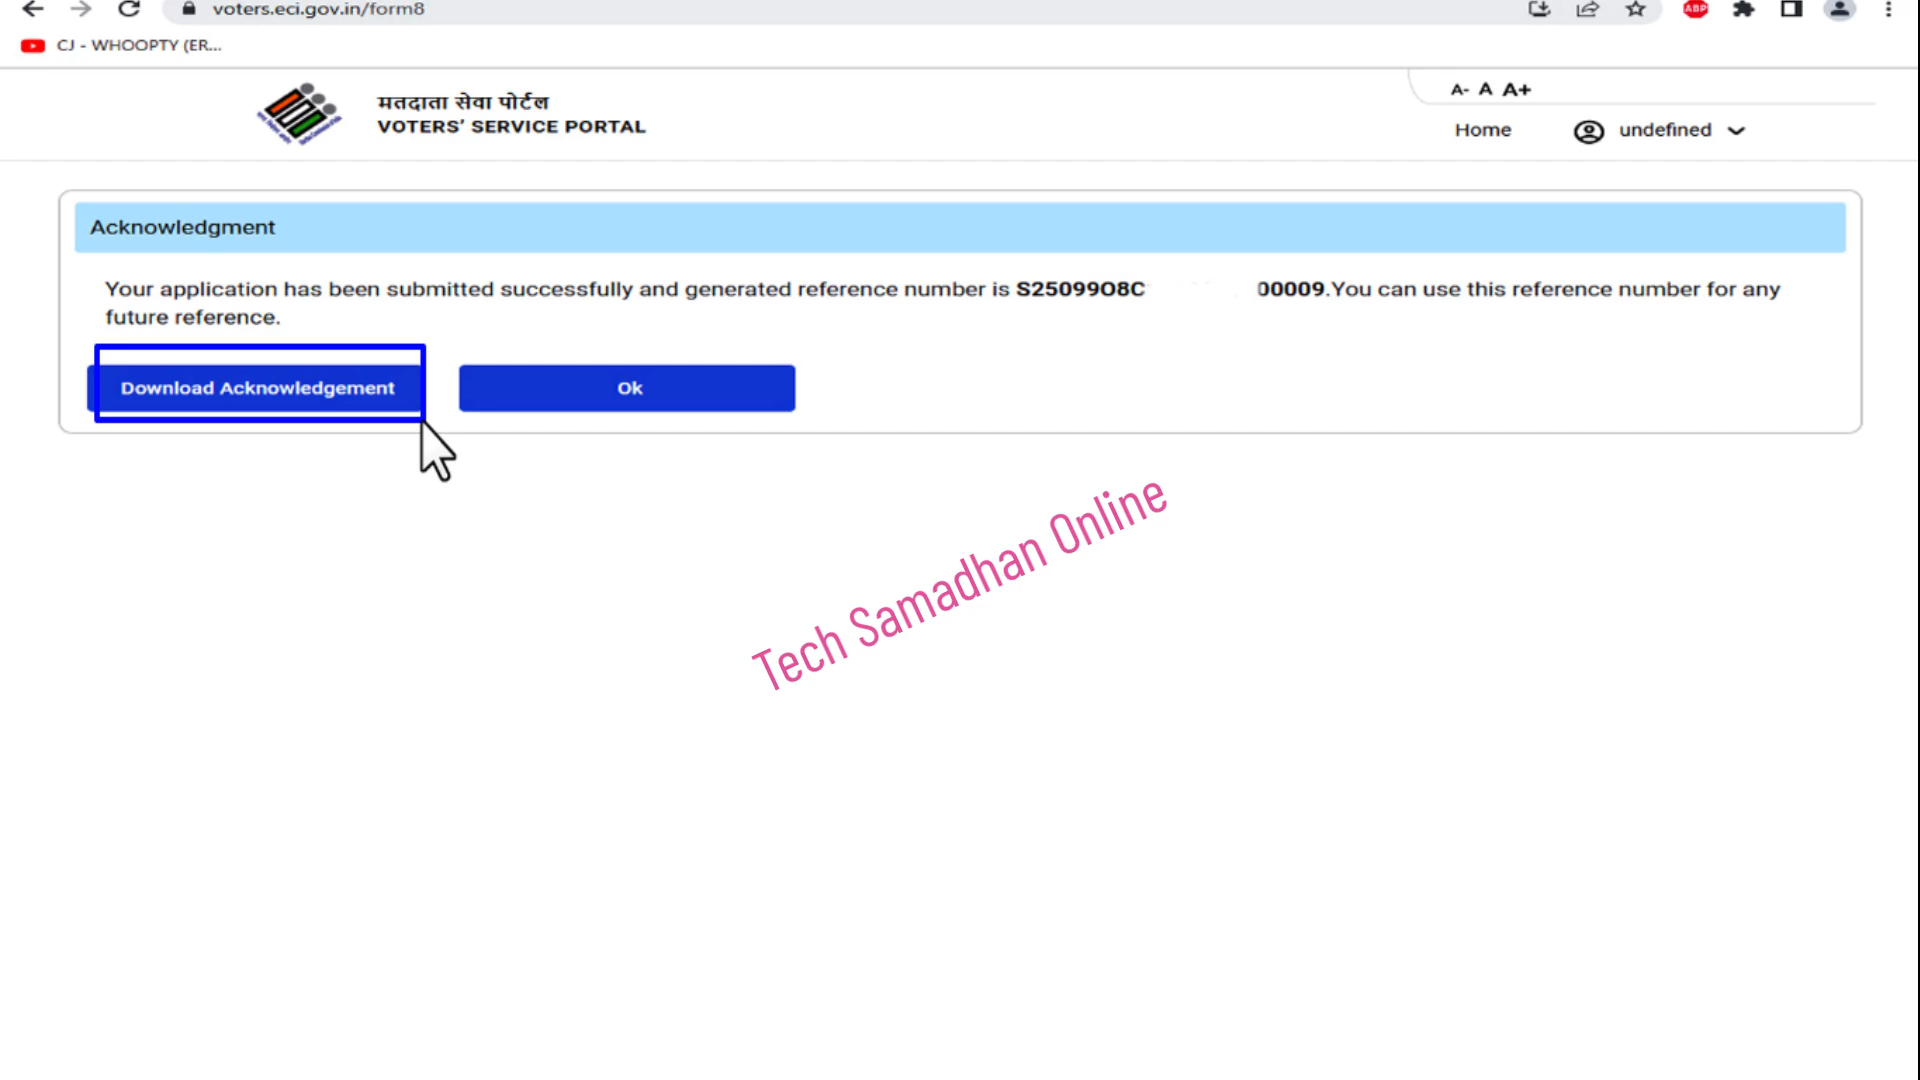 voters.eci.gov.in/form8
ABP
CJ - WHOOPTY (ER...
मतदाता सेवा पोर्टल
VOTERS' SERVICE PORTAL
A- A A+
Home
undefined
Acknowledgment
Your application has been submitted successfully and generated reference number is S25099O8C 00009.You can use this reference number for any
future reference.
Download Acknowledgement
Ok
Tech Samadhan Online